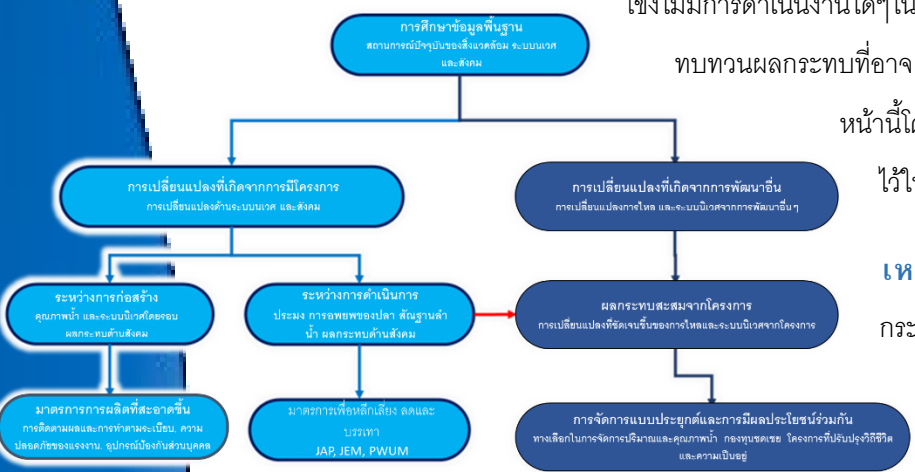 การศึกษาข้อมูลพื้นฐาน
สถานการณ์ปัจจุบันของสิ่งแวดล้อม ระบบนเวศ
และสังคม
ทบทวนผลกระทบที่อาจ
การเปลี่ยนแปลงที่เกิดจากการมีโครงการ
การเปลี่ยนแปลงด้านระบบนเวศ และสังคม
การเปลี่ยนแปลงที่เกิดจากการพัฒนาอื่น
การเปลี่ยนแปลงการไหล และระบบนิเวศจากการพัฒนาอื่นๆ
ระหว่างการก่อสร้าง
คุณภาพน้ำ และระบบนิเวศโดยรอบ
ผลกระทบด้านสังคม
ระหว่างการดำเนินการ
ประมง การอพยพของปลา สัณฐานลำ
น้ำ ผลกระทบด้านสังคม
ผลกระทบสะสมจากโครงการ
การเปลี่ยนแปลงที่ชัดเจนขึ้นของการไหลและระบบนิเวศจากโครงการ
มาตรการการผลิตที่สะอาดขึ้น
การติดตามผลและการทำตามระเบียบ, ความ
ปลอดภัยของแรงงาน, อุปกรณ์ป้องกันส่วนบุคคล
มาตรการเพื่อหลีกเลี่ยง ลดและ
บรรเทา
JAP, JEM, PWUM
การจัดการแบบประยุกต์และการมีผลประโยชน์ร่วมกัน
ทางเลือกในการจัดการปริมาณและคุณภาพน้ำ กองทุนชดเชย โครงการที่ปรับปรุงวิถีชีวิต
และความเป็นอยู่